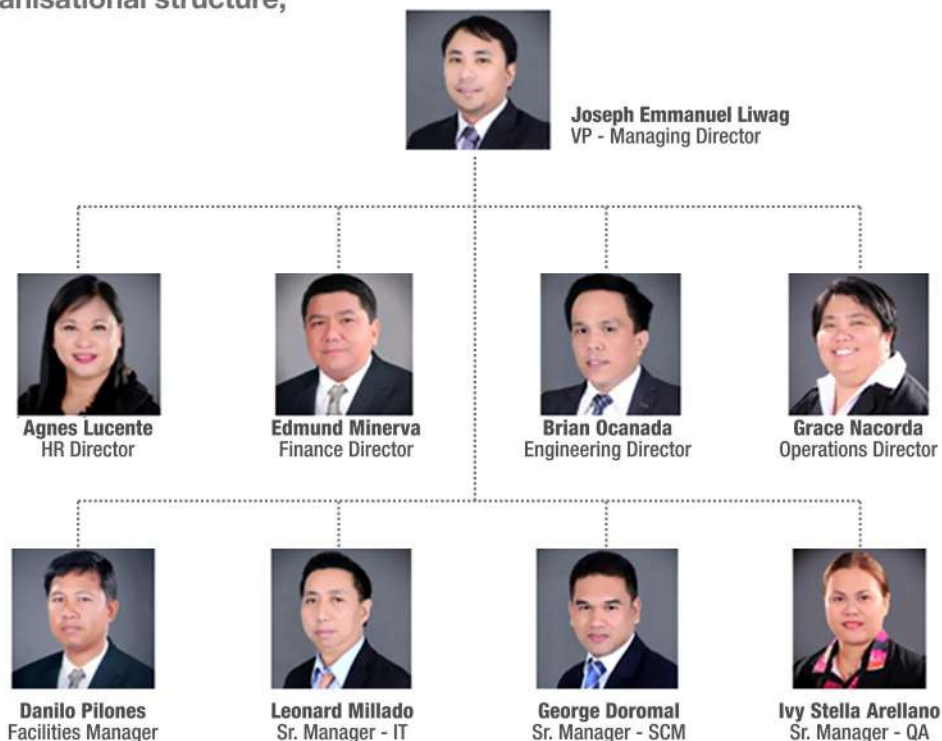 organisational structure,
Joseph Emmanuel Liwag
VP - Managing Director
Agnes Lucente
HR Director
Edmund Minerva
Finance Director
Brian Ocanada
Engineering Director
Grace Nacorda
Operations Director
Danilo Pilones
Facilities Manager
Leonard Millado
Sr. Manager - IT
George Doromal
Sr. Manager - SCM
Ivy Stella Arellano
Sr. Manager - QA